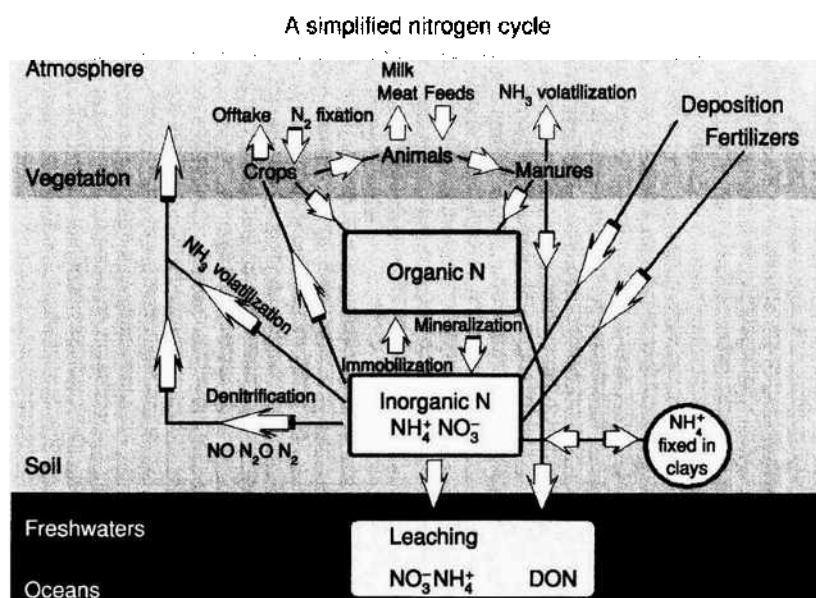 A simplified nitrogen cycle
Atmosphere
Milk
Meat Feeds
NH₃ volatilization
Deposition
Fertilizers
Offtake
N₂ fixation
Vegetation
Crops
Animals
Manures
Organic N
NH₃ volatilization
Mineralization
Immobilization
Denitrification
NO N₂O N₂
Inorganic N
NH₄⁺ NO₃⁻
NH₄⁺
fixed in
clays
Soil
Freshwaters
Leaching
NO₃⁻NH₄⁺
DON
Oceans